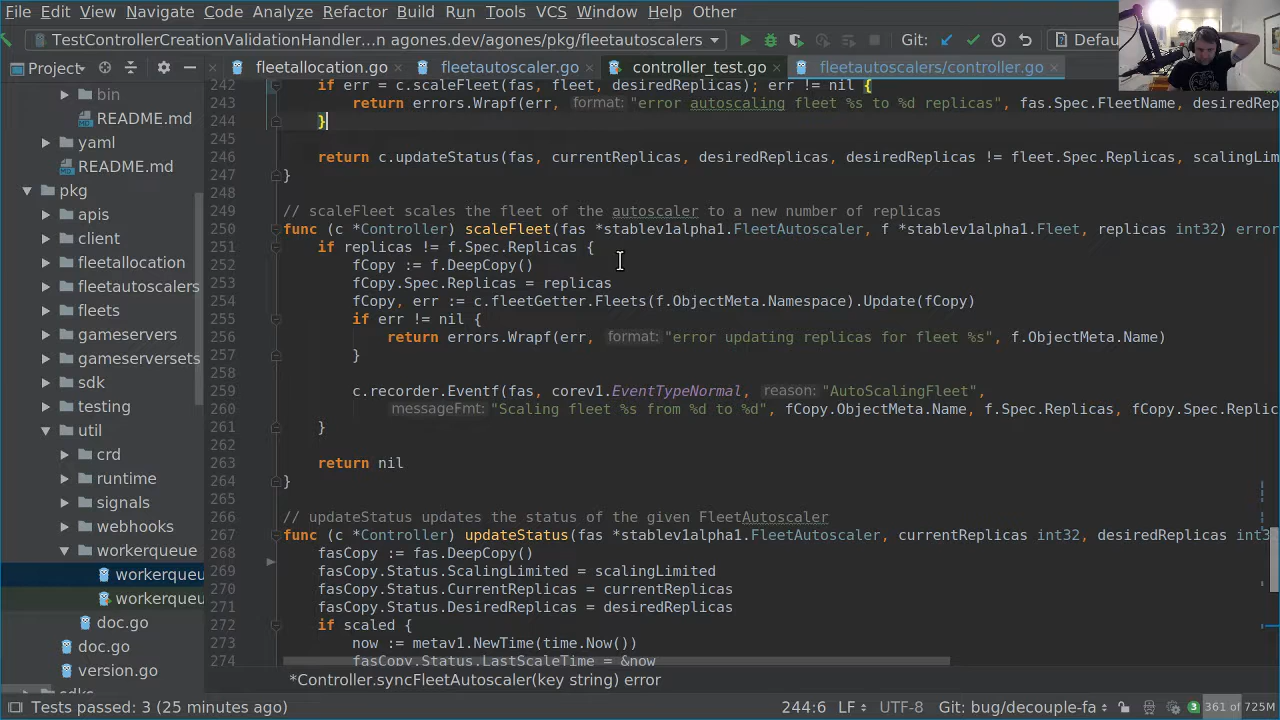 File Edit View Navigate Code Analyze Refactor Build Run Tools VCS Window Help Other
TestControllerCreationValidationHandler...n agones.dev/agones/pkg/fleetautoscalers Git: Defau
Project
fleetallocation.go fleetautoscaler.go controller_test.go fleetautoscalers/controller.go
bin
README.md
yaml
README.md
pkg
apis
client
fleetallocation
fleetautoscalers
fleets
gameservers
gameserversets
sdk
testing
util
crd
runtime
signals
webhooks
workerqueue
workerqueu
workerqueu
doc.go
doc.go
version.go
242 if err = c.scaleFleet(fas, fleet, desiredReplicas); err != nil {
243 return errors.Wrapf(err, format: "error autoscaling fleet %s to %d replicas", fas.Spec.FleetName, desiredRep
244 }
245
246 return c.updateStatus(fas, currentReplicas, desiredReplicas, desiredReplicas != fleet.Spec.Replicas, scalingLim
247 }
248
249 // scaleFleet scales the fleet of the autoscaler to a new number of replicas
250 func (c *Controller) scaleFleet(fas *stablev1alpha1.FleetAutoscaler, f *stablev1alpha1.Fleet, replicas int32) error
251 if replicas != f.Spec.Replicas {
252 fCopy := f.DeepCopy()
253 fCopy.Spec.Replicas = replicas
254 fCopy, err := c.fleetGetter.Fleets(f.ObjectMeta.Namespace).Update(fCopy)
255 if err != nil {
256 return errors.Wrapf(err, format: "error updating replicas for fleet %s", f.ObjectMeta.Name)
257 }
258
259 c.recorder.Eventf(fas, corev1.EventTypeNormal, reason: "AutoScalingFleet",
260 messageFmt: "Scaling fleet %s from %d to %d", fCopy.ObjectMeta.Name, f.Spec.Replicas, fCopy.Spec.Replic
261 }
262
263 return nil
264 }
265
266 // updateStatus updates the status of the given FleetAutoscaler
267 func (c *Controller) updateStatus(fas *stablev1alpha1.FleetAutoscaler, currentReplicas int32, desiredReplicas int3
268 fasCopy := fas.DeepCopy()
269 fasCopy.Status.ScalingLimited = scalingLimited
270 fasCopy.Status.CurrentReplicas = currentReplicas
271 fasCopy.Status.DesiredReplicas = desiredReplicas
272 if scaled {
273 now := metav1.NewTime(time.Now())
274 fasCopy.Status.LastScaleTime = &now
*Controller.syncFleetAutoscaler(key string) error
Tests passed: 3 (25 minutes ago) 244:6 LF UTF-8 Git: bug/decouple-fa 3 361 of 725M